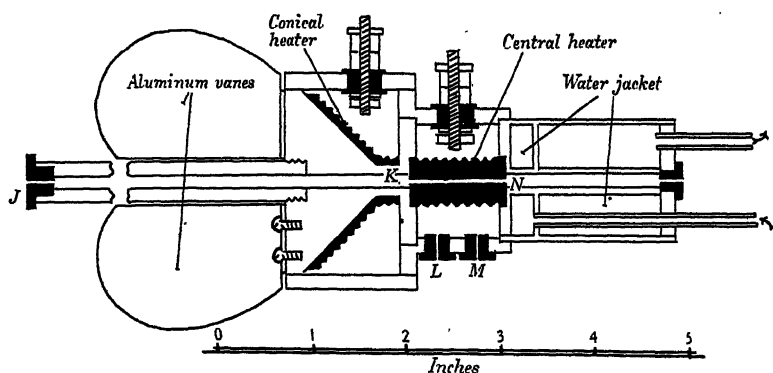 Conical
heater
Central heater
Aluminum vanes
Water jacket
J
K
N
L
M
0 1 2 3 4 5
Inches